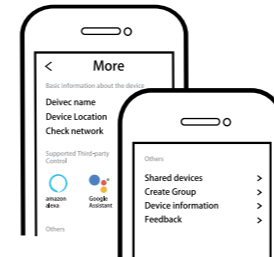 < More
Basic information about the device
Deivec name
Device Location
Check network
Supported Third-party
Control
amazon
alexa
Google
Assistant
Others
Others
Shared devices >
Create Group >
Device information >
Feedback >